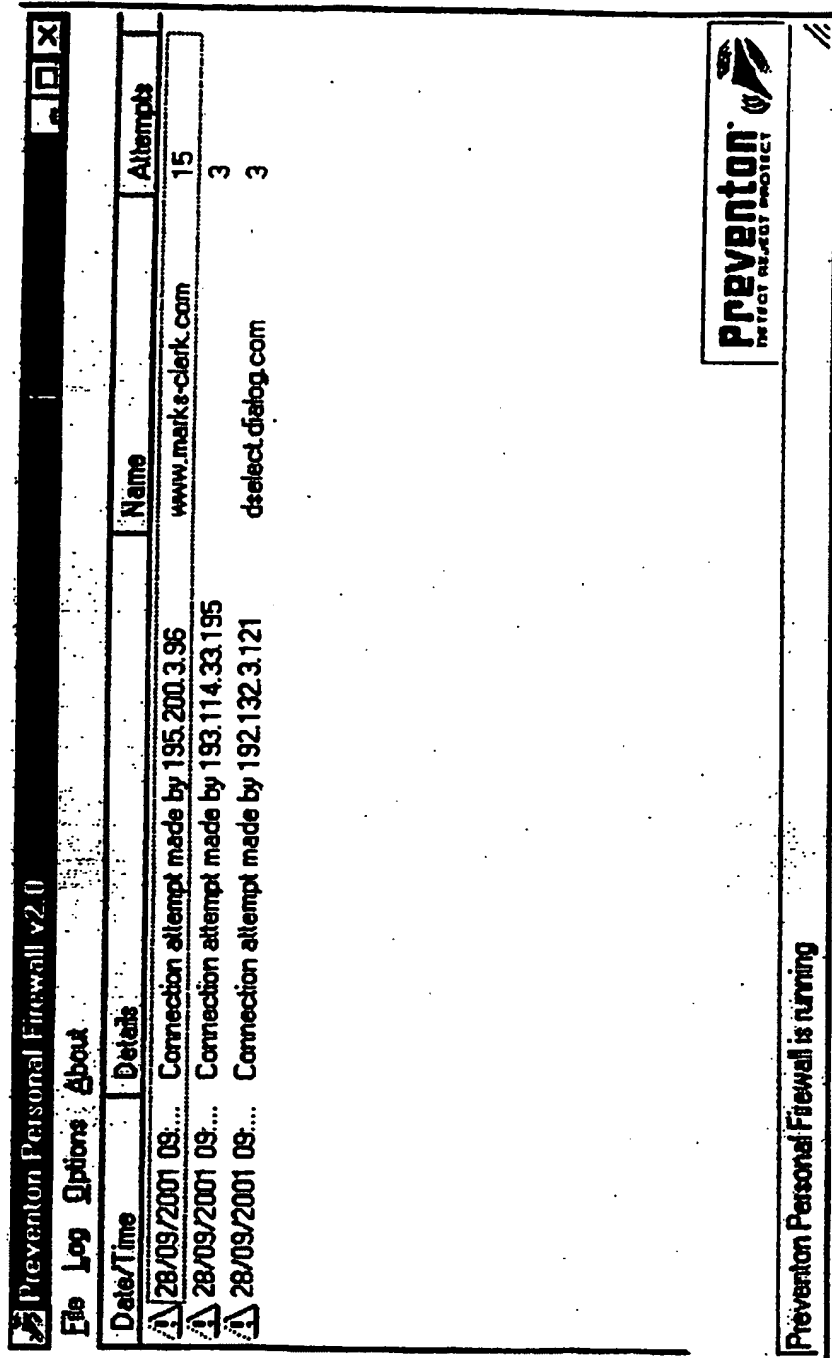 Preventon Personal Firewall v2.0
File Log Options About
Date/Time Details Name Attempts
28/09/2001 09:... Connection attempt made by 195.200.3.96 www.marks-clerk.com 15
28/09/2001 09:... Connection attempt made by 193.114.33.195 3
28/09/2001 09:... Connection attempt made by 192.132.3.121 dselect.dialog.com 3
Preventon
DETECT REJECT PROTECT
Preventon Personal Firewall is running